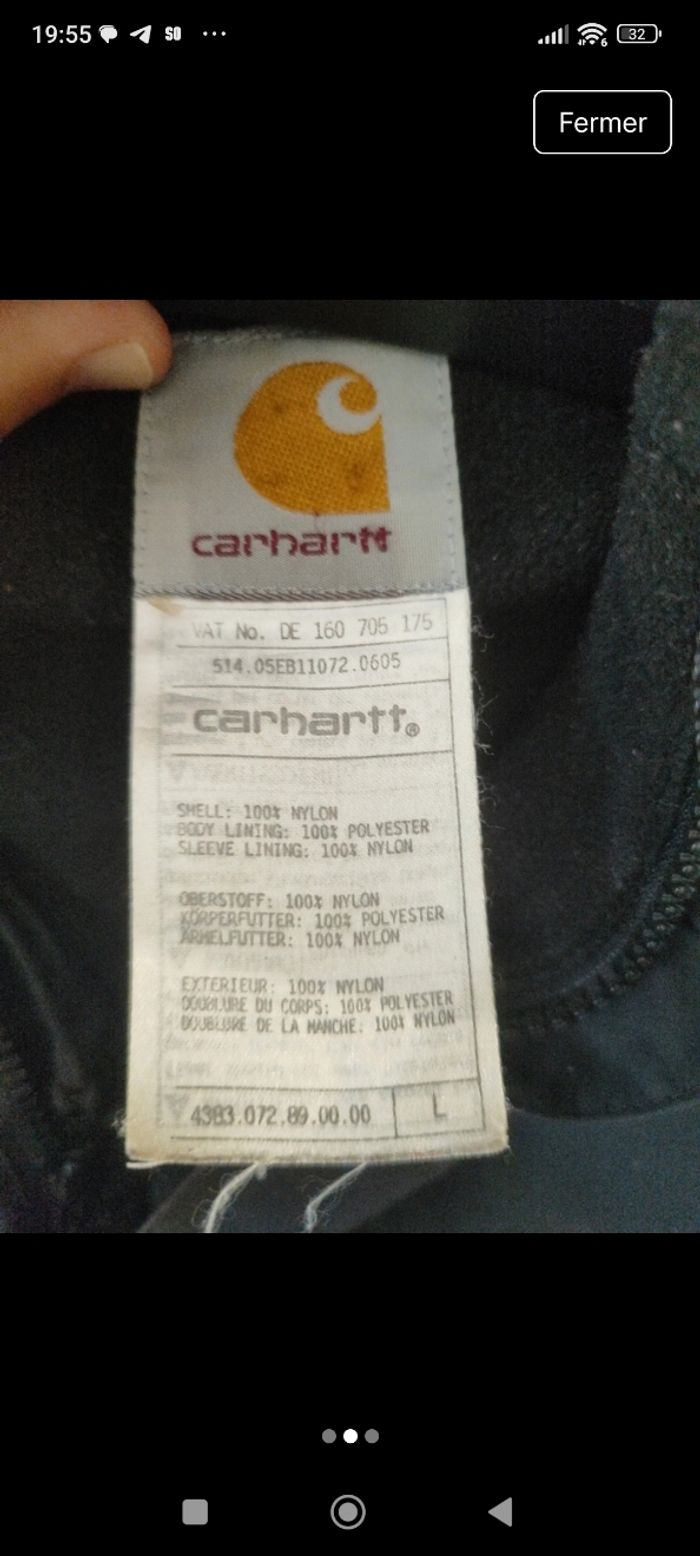 19:55
32
Fermer
carhartt
VAT No. DE 160 705 175
514.05EB11072.0605
carhartt®
SHELL: 100% NYLON
BODY LINING: 100% POLYESTER
SLEEVE LINING: 100% NYLON
OBERSTOFF: 100% NYLON
KÖRPERFUTTER: 100% POLYESTER
ÄRMELFUTTER: 100% NYLON
EXTERIEUR: 100% NYLON
DOUBLURE DU CORPS: 100% POLYESTER
DOUBLURE DE LA MANCHE: 100% NYLON
4383.072.89.00.00 L